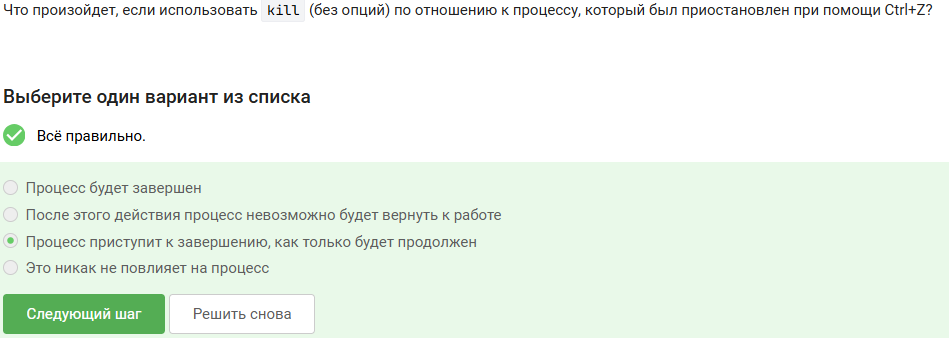 Что произойдет, если использовать kill (без опций) по отношению к процессу, который был приостановлен при помощи Ctrl+Z?
Выберите один вариант из списка
Всё правильно.
Процесс будет завершен
После этого действия процесс невозможно будет вернуть к работе
Процесс приступит к завершению, как только будет продолжен
Это никак не повлияет на процесс
Следующий шаг
Решить снова